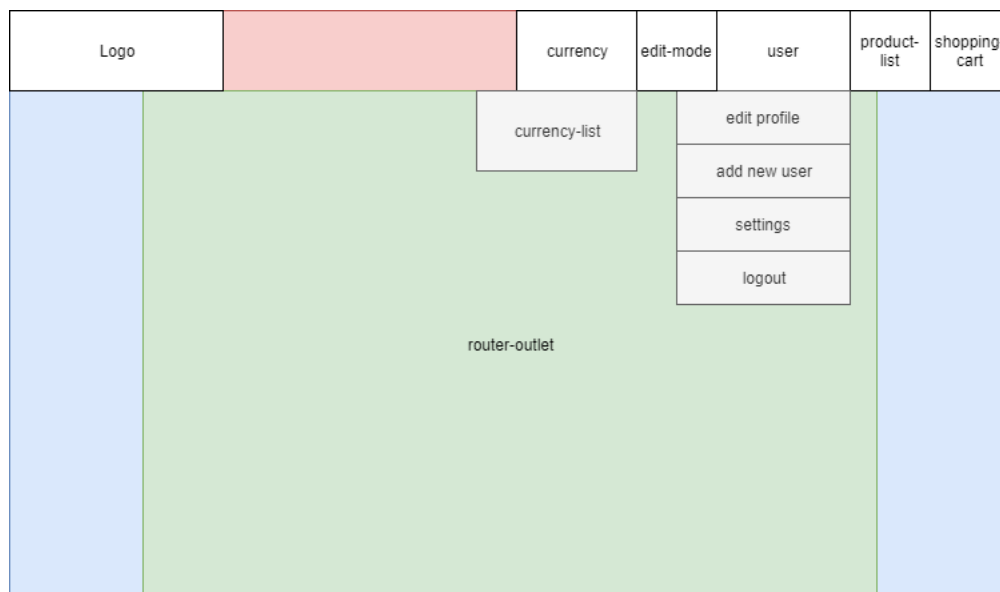 Logo
currency
edit-mode
user
product-
list
shopping
cart
currency-list
edit profile
add new user
settings
logout
router-outlet